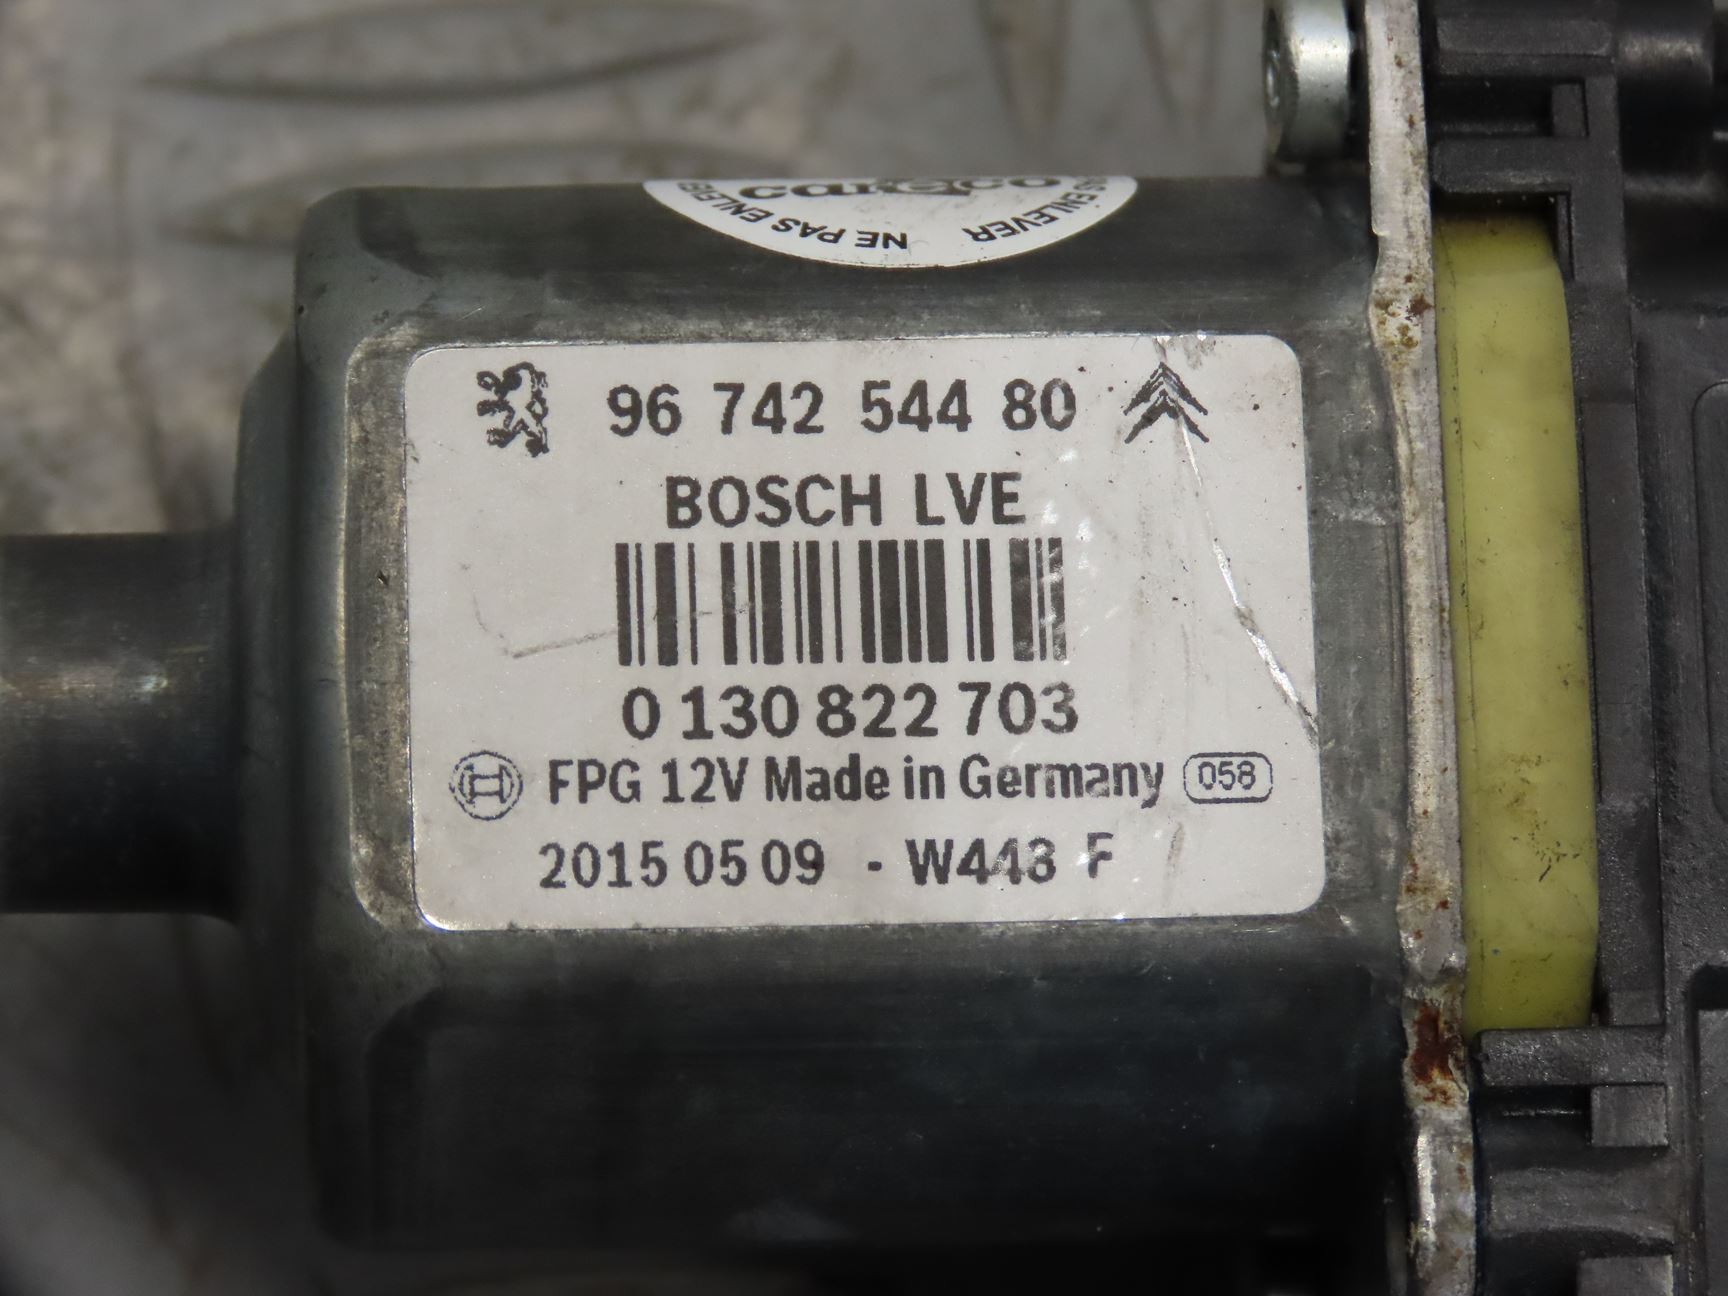 careco
NE PAS ENLEVER
96 742 544 80
BOSCH LVE
0 130 822 703
FPG 12V Made in Germany 058
2015 05 09 - W443 F